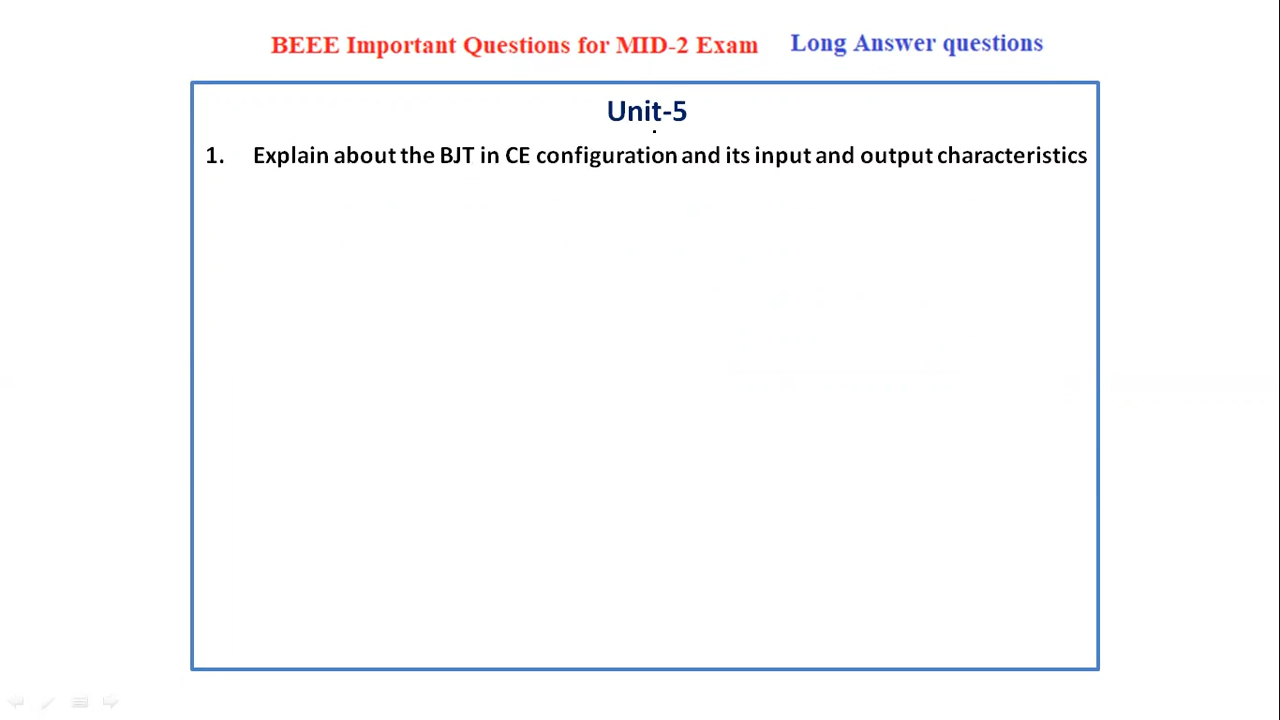 BEEE Important Questions for MID-2 Exam Long Answer questions
Unit-5
1. Explain about the BJT in CE configuration and its input and output characteristics